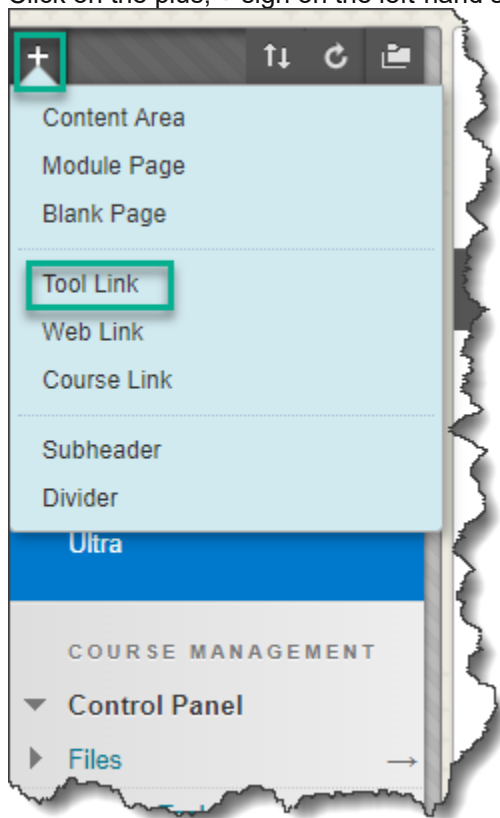 +
Content Area
Module Page
Blank Page
Tool Link
Web Link
Course Link
Subheader
Divider
Ultra
COURSE MANAGEMENT
Control Panel
Files →